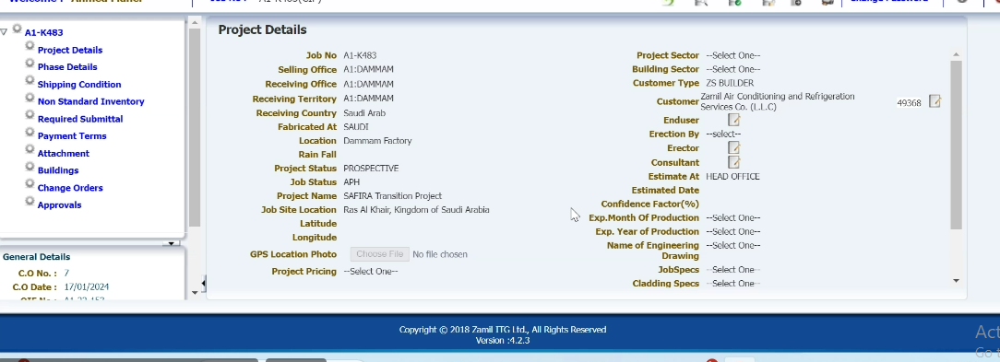 Change Password
A1-K483
Project Details
Phase Details
Shipping Condition
Non Standard Inventory
Required Submittal
Payment Terms
Attachment
Buildings
Change Orders
Approvals
General Details
C.O No. : 7
C.O Date : 17/01/2024
Project Details
Job No A1-K483
Selling Office A1:DAMMAM
Receiving Office A1:DAMMAM
Receiving Territory A1:DAMMAM
Receiving Country Saudi Arab
Fabricated At SAUDI
Location Dammam Factory
Rain Fall
Project Status PROSPECTIVE
Job Status APH
Project Name SAFIRA Transition Project
Job Site Location Ras Al Khair, Kingdom of Saudi Arabia
Latitude
Longitude
GPS Location Photo Choose File No file chosen
Project Pricing --Select One--
Project Sector --Select One--
Building Sector --Select One--
Customer Type ZS BUILDER
Customer Zamil Air Conditioning and Refrigeration
Services Co. (L.L.C) 49368
Enduser
Erection By --select--
Erector
Consultant
Estimate At HEAD OFFICE
Estimated Date
Confidence Factor(%)
Exp.Month Of Production --Select One--
Exp. Year of Production --Select One--
Name of Engineering --Select One--
Drawing
JobSpecs --Select One--
Cladding Specs --Select One--
Copyright © 2018 Zamil ITG Ltd., All Rights Reserved
Version :4.2.3